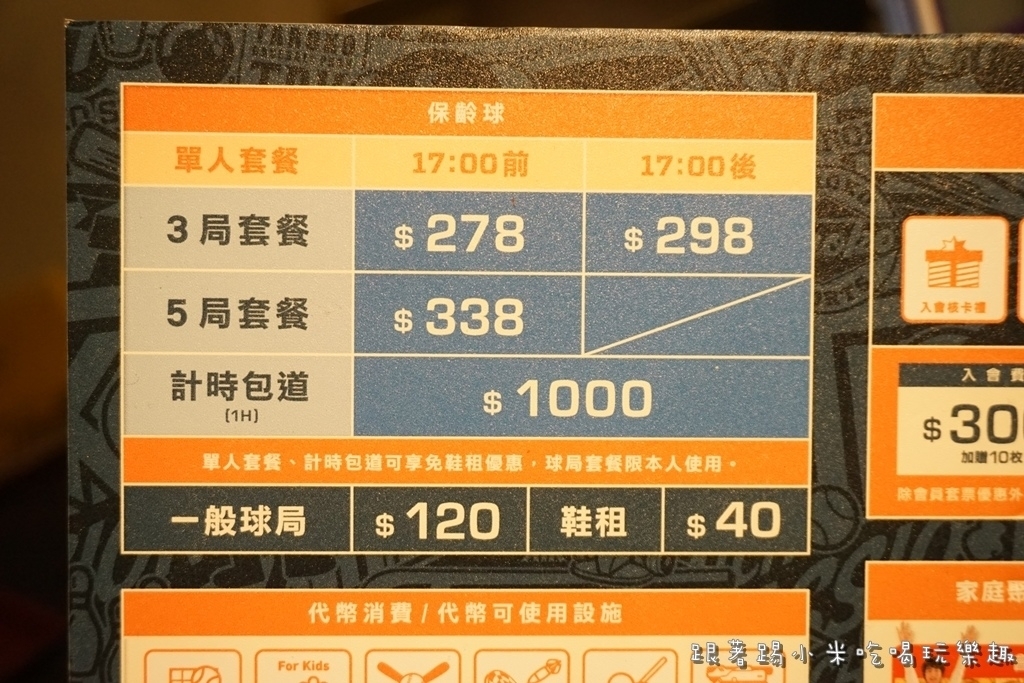 保齡球
單人套餐 17:00前 17:00後
3局套餐 $278 $298
5局套餐 $338
計時包道 $1000
(1H)
單人套餐、計時包道可享免鞋租優惠，球局套餐限本人使用。
一般球局 $120 鞋租 $40
代幣消費/代幣可使用設施
For Kids
入會核卡禮
入會費
$30
加贈10枚
除會員套票優惠外
家庭
跟著踢小米吃喝玩樂趣